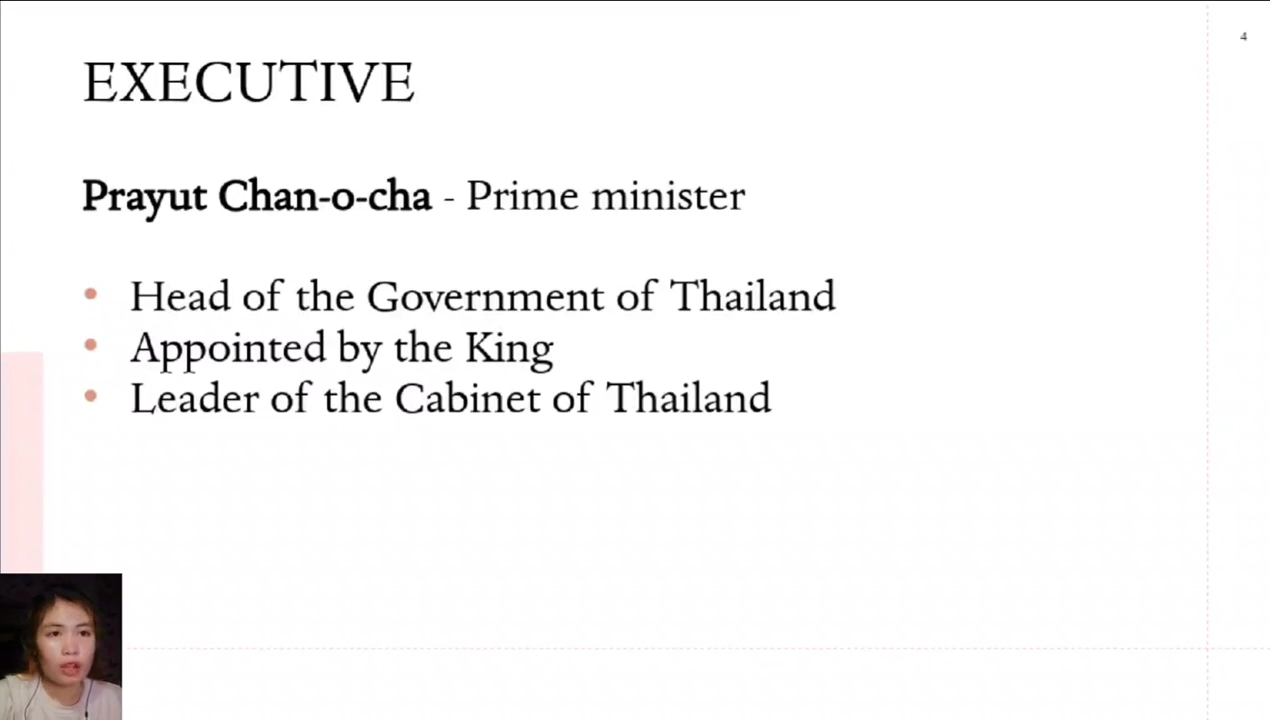 4
EXECUTIVE
Prayut Chan-o-cha - Prime minister
• Head of the Government of Thailand
• Appointed by the King
• Leader of the Cabinet of Thailand